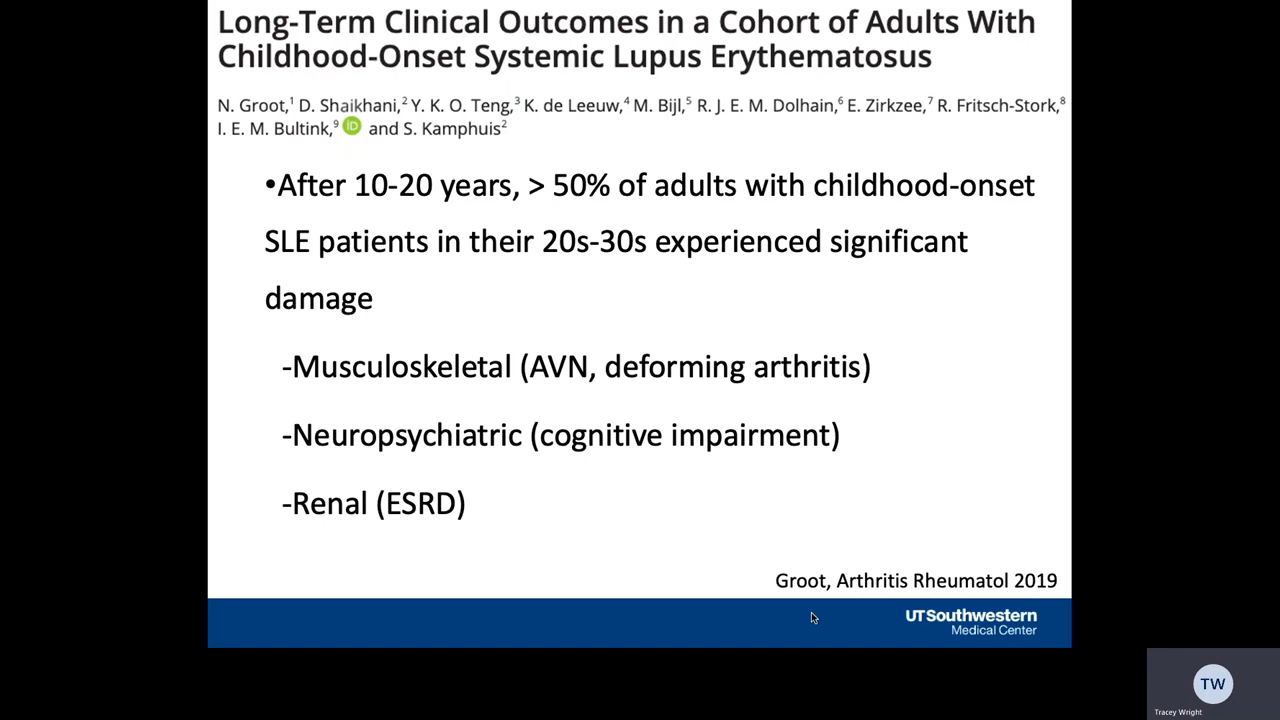 Long-Term Clinical Outcomes in a Cohort of Adults With
Childhood-Onset Systemic Lupus Erythematosus
N. Groot,¹ D. Shaikhani,² Y. K. O. Teng,³ K. de Leeuw,⁴ M. Bijl,⁵ R. J. E. M. Dolhain,⁶ E. Zirkzee,⁷ R. Fritsch-Stork,⁸
I. E. M. Bultink,⁹ iD and S. Kamphuis²
•After 10-20 years, > 50% of adults with childhood-onset
SLE patients in their 20s-30s experienced significant
damage
-Musculoskeletal (AVN, deforming arthritis)
-Neuropsychiatric (cognitive impairment)
-Renal (ESRD)
Groot, Arthritis Rheumatol 2019
UTSouthwestern
Medical Center
TW
Tracey Wright